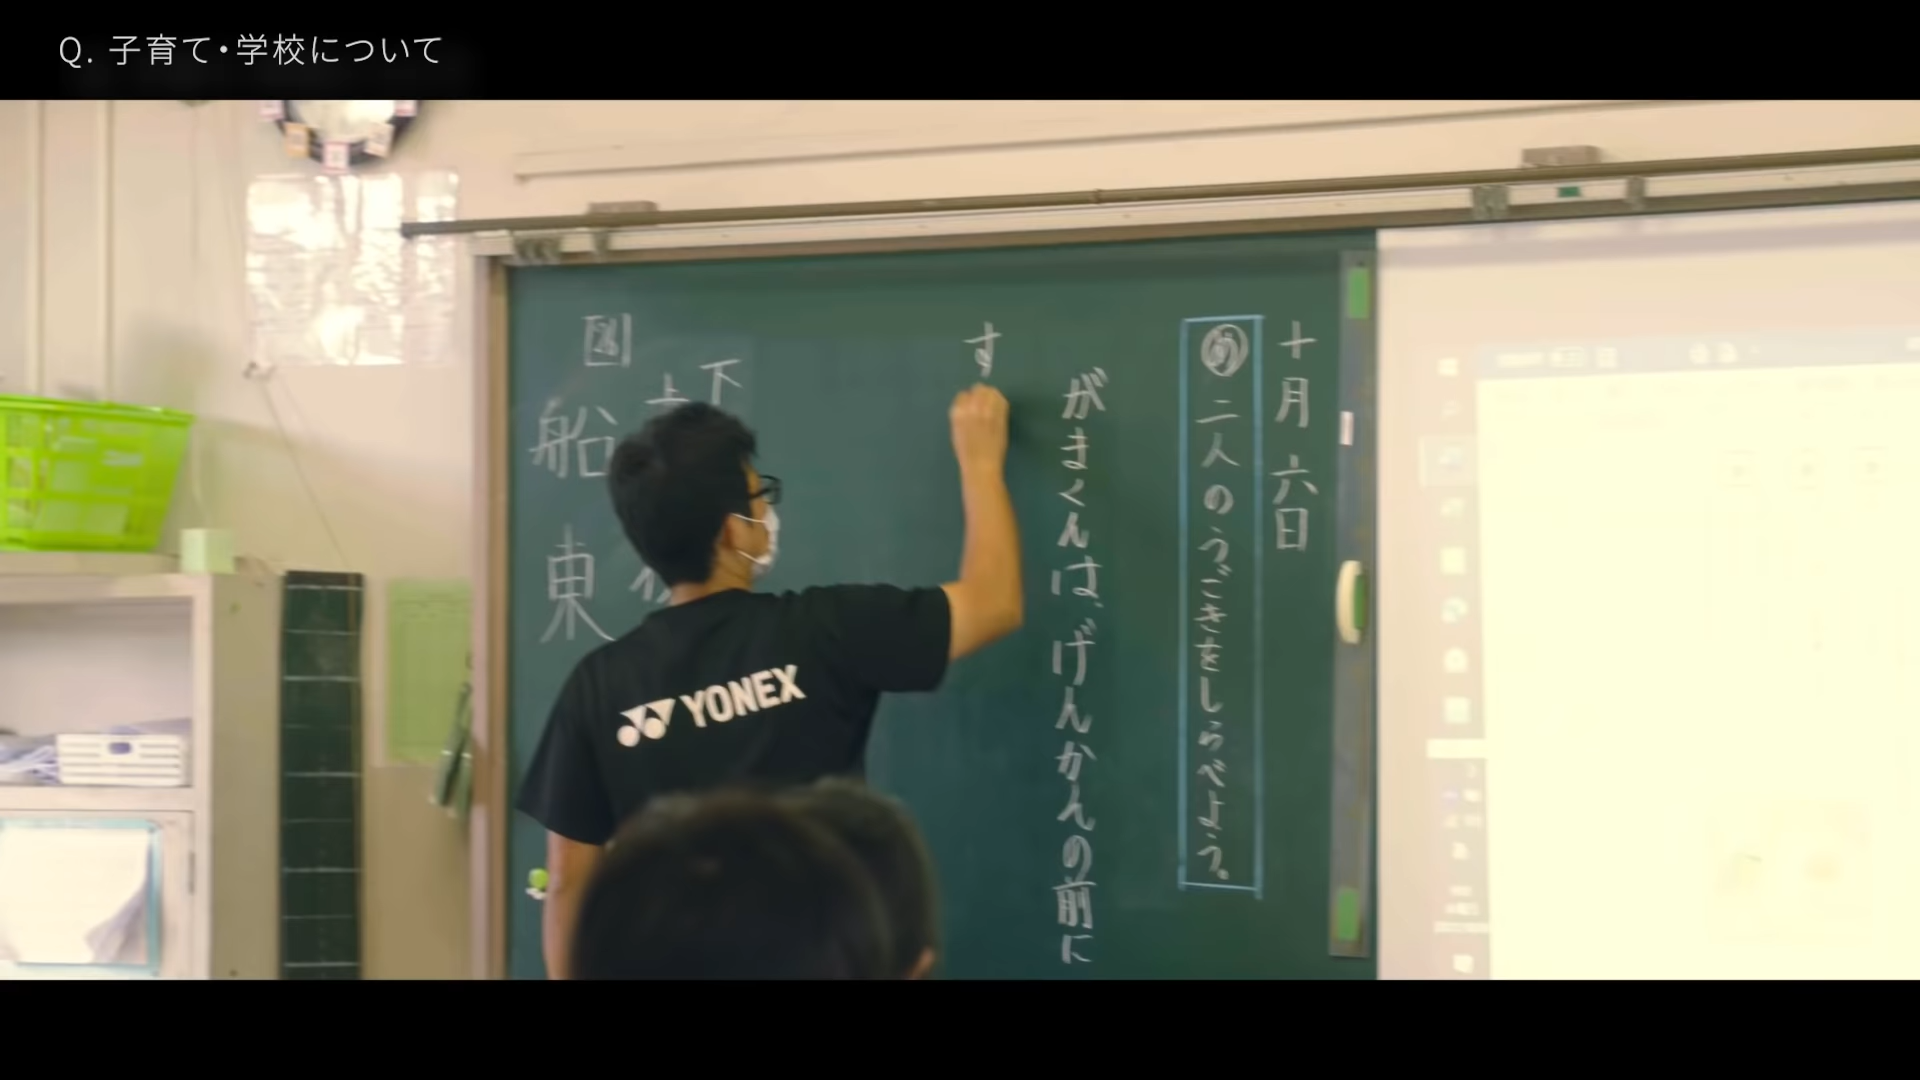 Q. 子育て・学校について
十月六日
め 二人のうごきをしらべよう。
がまくんは、げんかんの前に
す
下
上
船
東
YONEX